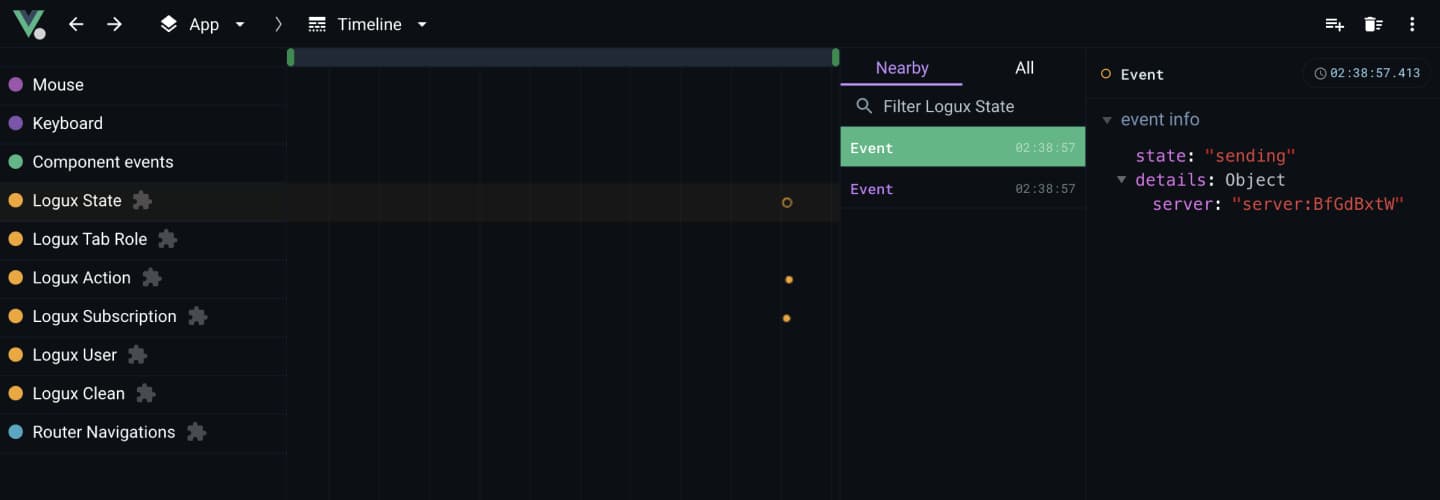 App
Timeline
Mouse
Keyboard
Component events
Logux State
Logux Tab Role
Logux Action
Logux Subscription
Logux User
Logux Clean
Router Navigations
Nearby
All
Filter Logux State
Event 02:38:57
Event 02:38:57
Event 02:38:57.413
event info
state: "sending"
details: Object
server: "server:BfGdBxtW"